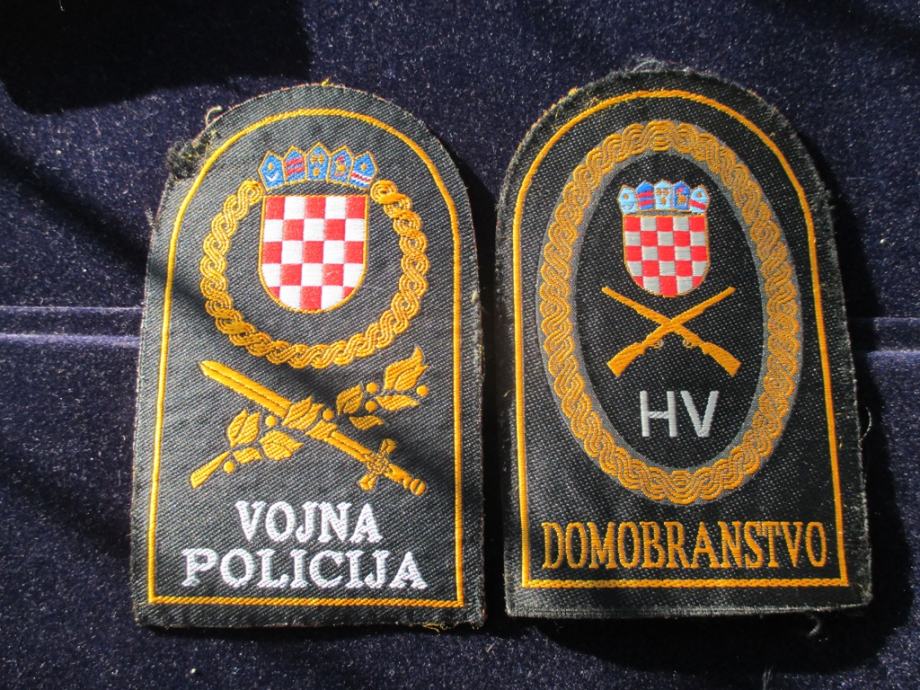 VOJNA
POLICIJA
HV
DOMOBRANSTVO